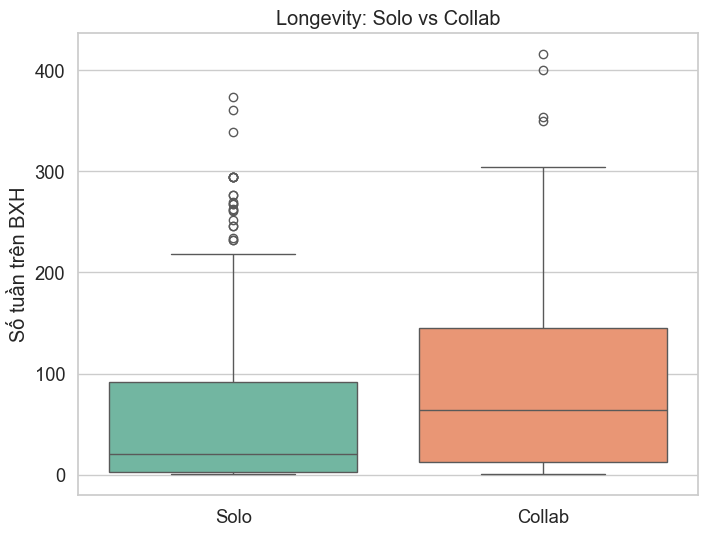 Longevity: Solo vs Collab
400
300
200
100
0
Số tuần trên BXH
Solo
Collab